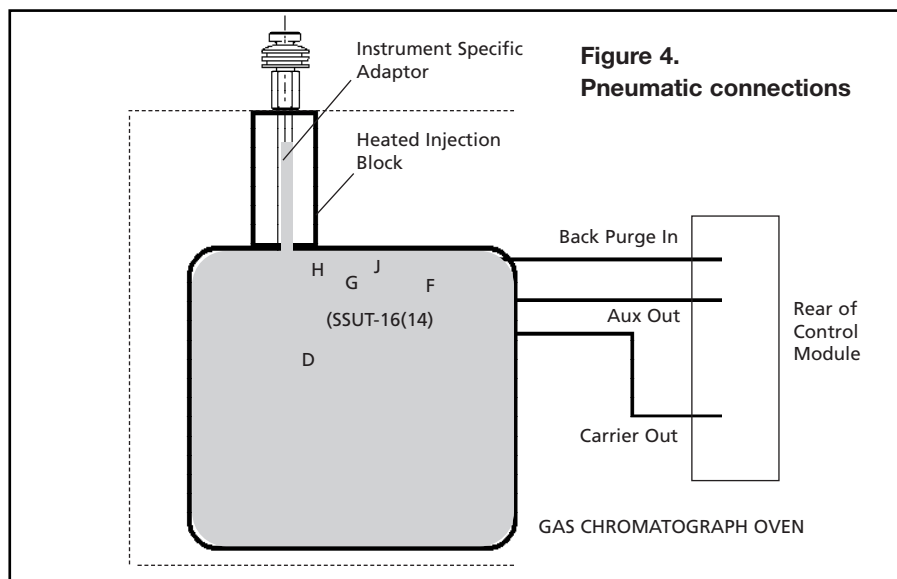 Figure 4.
Pneumatic connections
Instrument Specific
Adaptor
Heated Injection
Block
Back Purge In
H
J
G
F
(SSUT-16(14)
Aux Out
Rear of
Control
Module
D
Carrier Out
GAS CHROMATOGRAPH OVEN